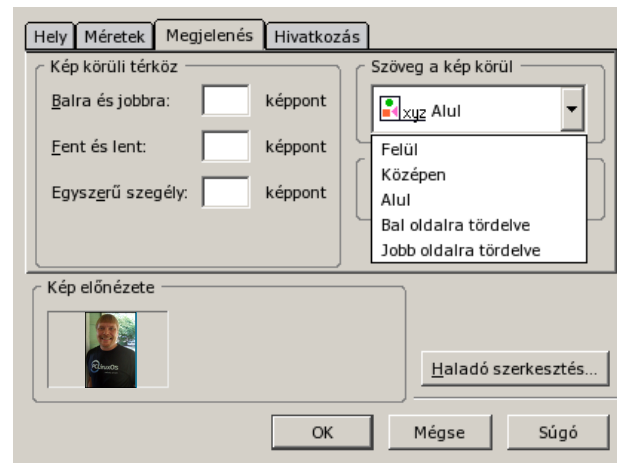 Hely Méretek Megjelenés Hivatkozás
Kép körüli térköz
Balra és jobbra: képpont
Fent és lent: képpont
Egyszerű szegély: képpont
Szöveg a kép körül
xyz Alul
Felül
Középen
Alul
Bal oldalra tördelve
Jobb oldalra tördelve
Kép előnézete
PCLinuxOS
Haladó szerkesztés...
OK Mégse Súgó